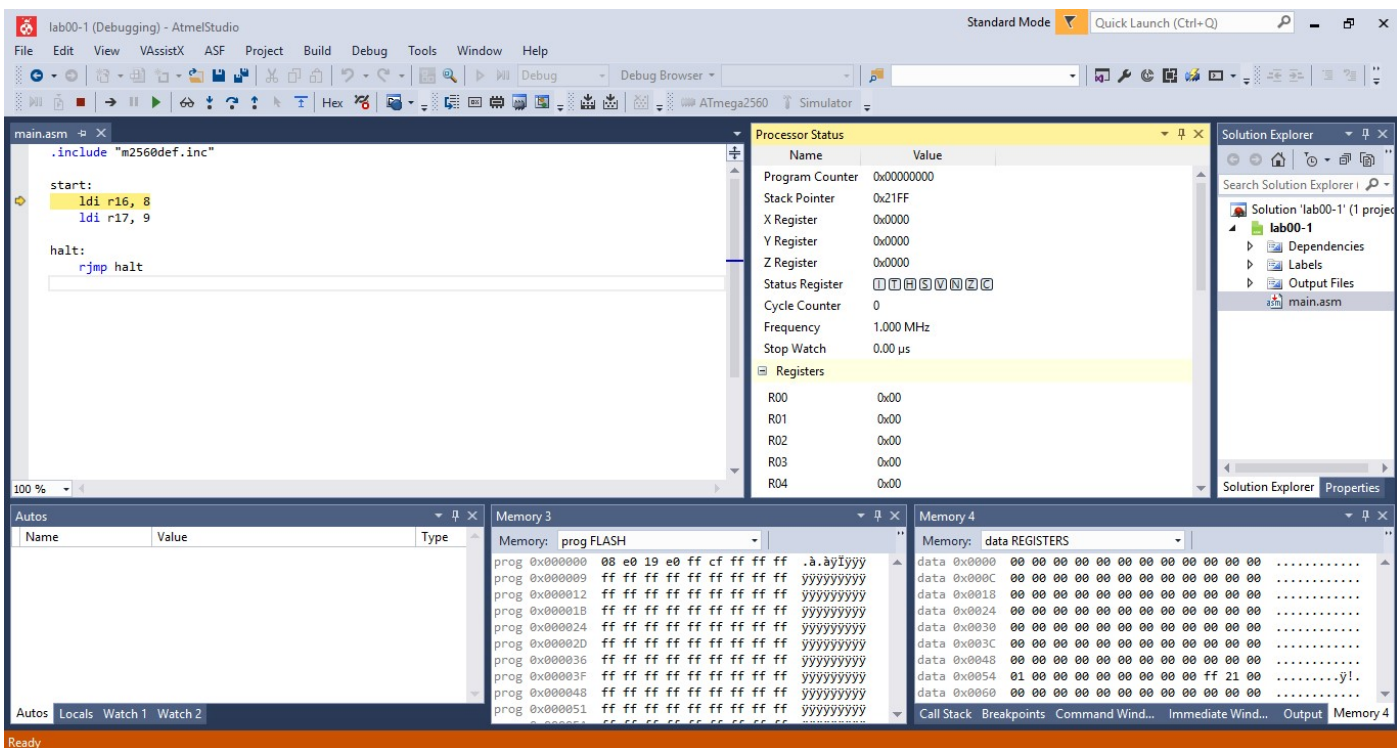 lab00-1 (Debugging) - AtmelStudio
Standard Mode
Quick Launch (Ctrl+Q)
File Edit View VAssistX ASF Project Build Debug Tools Window Help
Debug Debug Browser
Hex ATmega2560 Simulator
main.asm
.include "m2560def.inc"
start:
ldi r16, 8
ldi r17, 9
halt:
rjmp halt
100 %
Processor Status
Name Value
Program Counter 0x00000000
Stack Pointer 0x21FF
X Register 0x0000
Y Register 0x0000
Z Register 0x0000
Status Register I T H S V N Z C
Cycle Counter 0
Frequency 1.000 MHz
Stop Watch 0.00 µs
Registers
R00 0x00
R01 0x00
R02 0x00
R03 0x00
R04 0x00
Solution Explorer
Search Solution Explorer (
Solution 'lab00-1' (1 projec
lab00-1
Dependencies
Labels
Output Files
main.asm
Solution Explorer Properties
Autos
Name Value Type
Autos Locals Watch 1 Watch 2
Memory 3
Memory: prog FLASH
prog 0x000000 08 e0 19 e0 ff cf ff ff ff .à.àÿÏÿÿÿ
prog 0x000009 ff ff ff ff ff ff ff ff ff ÿÿÿÿÿÿÿÿÿ
prog 0x000012 ff ff ff ff ff ff ff ff ff ÿÿÿÿÿÿÿÿÿ
prog 0x00001B ff ff ff ff ff ff ff ff ff ÿÿÿÿÿÿÿÿÿ
prog 0x000024 ff ff ff ff ff ff ff ff ff ÿÿÿÿÿÿÿÿÿ
prog 0x00002D ff ff ff ff ff ff ff ff ff ÿÿÿÿÿÿÿÿÿ
prog 0x000036 ff ff ff ff ff ff ff ff ff ÿÿÿÿÿÿÿÿÿ
prog 0x00003F ff ff ff ff ff ff ff ff ff ÿÿÿÿÿÿÿÿÿ
prog 0x000048 ff ff ff ff ff ff ff ff ff ÿÿÿÿÿÿÿÿÿ
prog 0x000051 ff ff ff ff ff ff ff ff ff ÿÿÿÿÿÿÿÿÿ
Memory 4
Memory: data REGISTERS
data 0x0000 00 00 00 00 00 00 00 00 00 00 00 00 ............
data 0x000C 00 00 00 00 00 00 00 00 00 00 00 00 ............
data 0x0018 00 00 00 00 00 00 00 00 00 00 00 00 ............
data 0x0024 00 00 00 00 00 00 00 00 00 00 00 00 ............
data 0x0030 00 00 00 00 00 00 00 00 00 00 00 00 ............
data 0x003C 00 00 00 00 00 00 00 00 00 00 00 00 ............
data 0x0048 00 00 00 00 00 00 00 00 00 00 00 00 ............
data 0x0054 01 00 00 00 00 00 00 00 00 ff 21 00 .........ÿ!.
data 0x0060 00 00 00 00 00 00 00 00 00 00 00 00 ............
Call Stack Breakpoints Command Wind... Immediate Wind... Output Memory 4
Ready